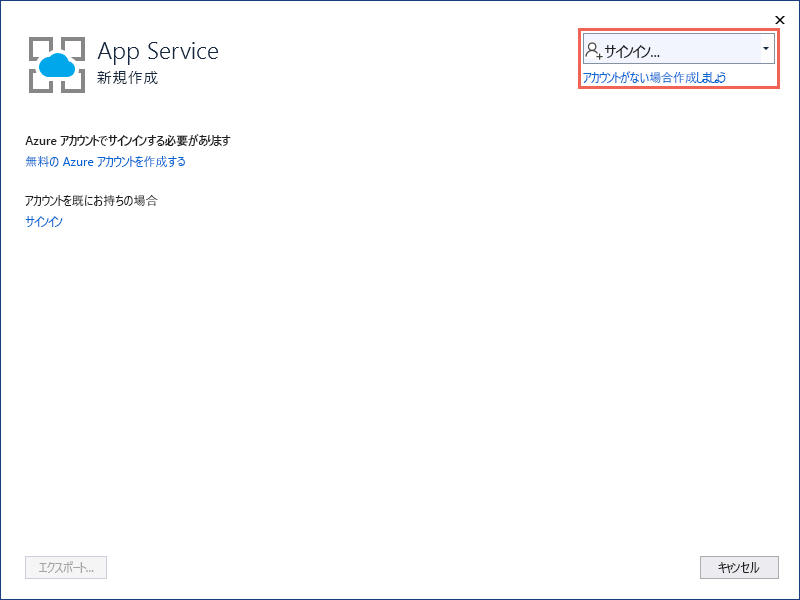 App Service
新規作成
サインイン...
アカウントがない場合作成しましょう
Azure アカウントでサインインする必要があります
無料の Azure アカウントを作成する
アカウントを既にお持ちの場合
サインイン
エクスポート...
キャンセル